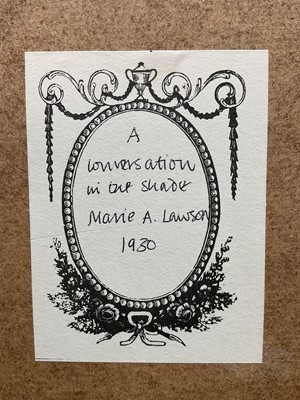 A
conversation
in the shade
Marie A. Lawson
1930